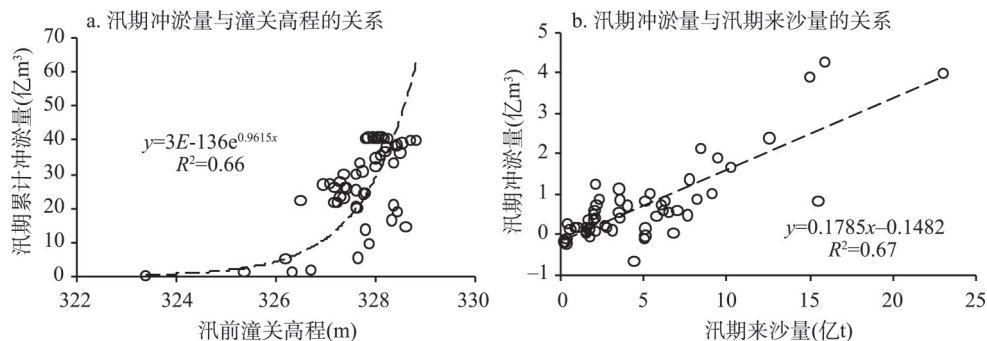 a. 汛期冲淤量与潼关高程的关系
汛期累计冲淤量(亿m³)
70
60
50
40
30
20
10
0
y=3E-136e^0.9615x
R²=0.66
322
324
326
328
330
汛前潼关高程(m)
b. 汛期冲淤量与汛期来沙量的关系
汛期冲淤量(亿m³)
5
4
3
2
1
0
–1
y=0.1785x–0.1482
R²=0.67
0
5
10
15
20
25
汛期来沙量(亿t)